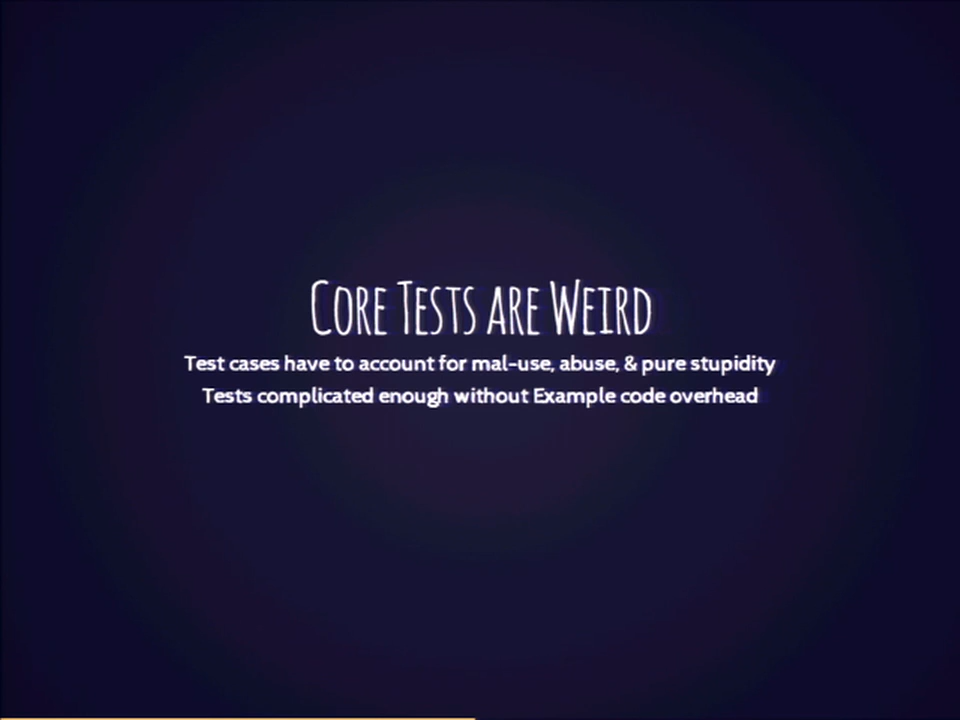 Core Tests are Weird
Test cases have to account for mal-use, abuse, & pure stupidity
Tests complicated enough without Example code overhead